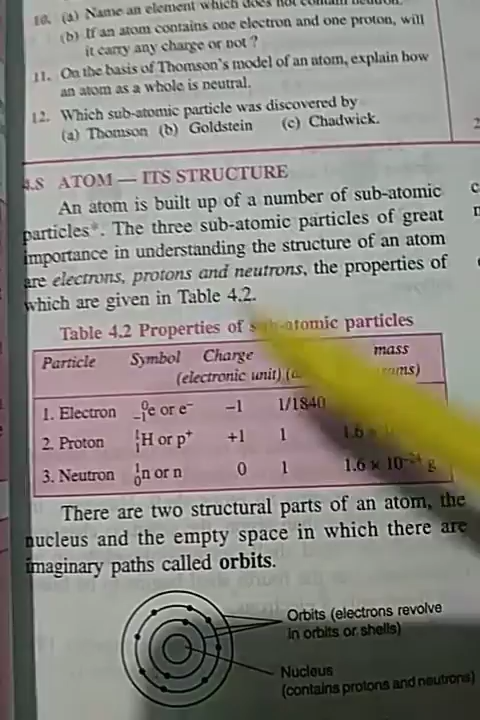 10. (a) Name an element which does not contain neutron.
(b) If an atom contains one electron and one proton, will
it carry any charge or not ?
11. On the basis of Thomson's model of an atom, explain how
an atom as a whole is neutral.
12. Which sub-atomic particle was discovered by
(a) Thomson (b) Goldstein (c) Chadwick.
4.8 ATOM — ITS STRUCTURE
An atom is built up of a number of sub-atomic
particles*. The three sub-atomic particles of great
importance in understanding the structure of an atom
are electrons, protons and neutrons, the properties of
which are given in Table 4.2.
Table 4.2 Properties of sub-atomic particles
Particle Symbol Charge mass
(electronic unit)
1. Electron ⁰₋₁e or e⁻ −1 1/1840
2. Proton ¹₁H or p⁺ +1 1 1.6
3. Neutron ¹₀n or n 0 1 1.6 × 10⁻²⁴ g
There are two structural parts of an atom, the
nucleus and the empty space in which there are
imaginary paths called orbits.
Orbits (electrons revolve
in orbits or shells)
Nucleus
(contains protons and neutrons)